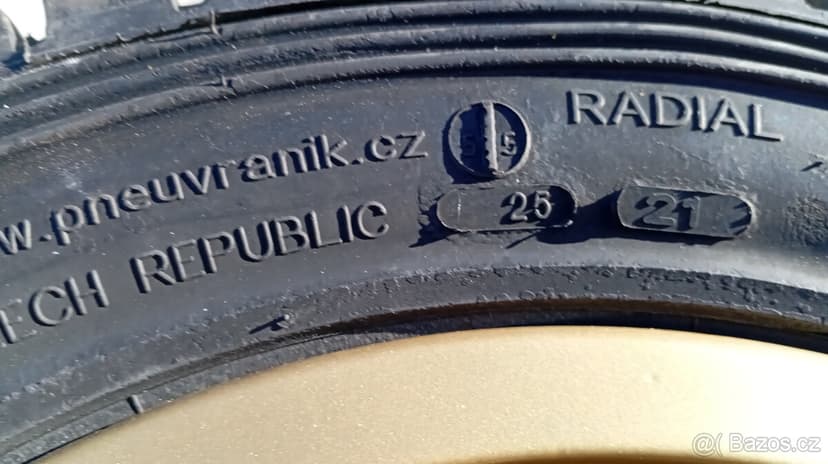 RADIAL
w.pneuvranik.cz
5 5
ECH REPUBLIC
25 21
@( Bazos.cz